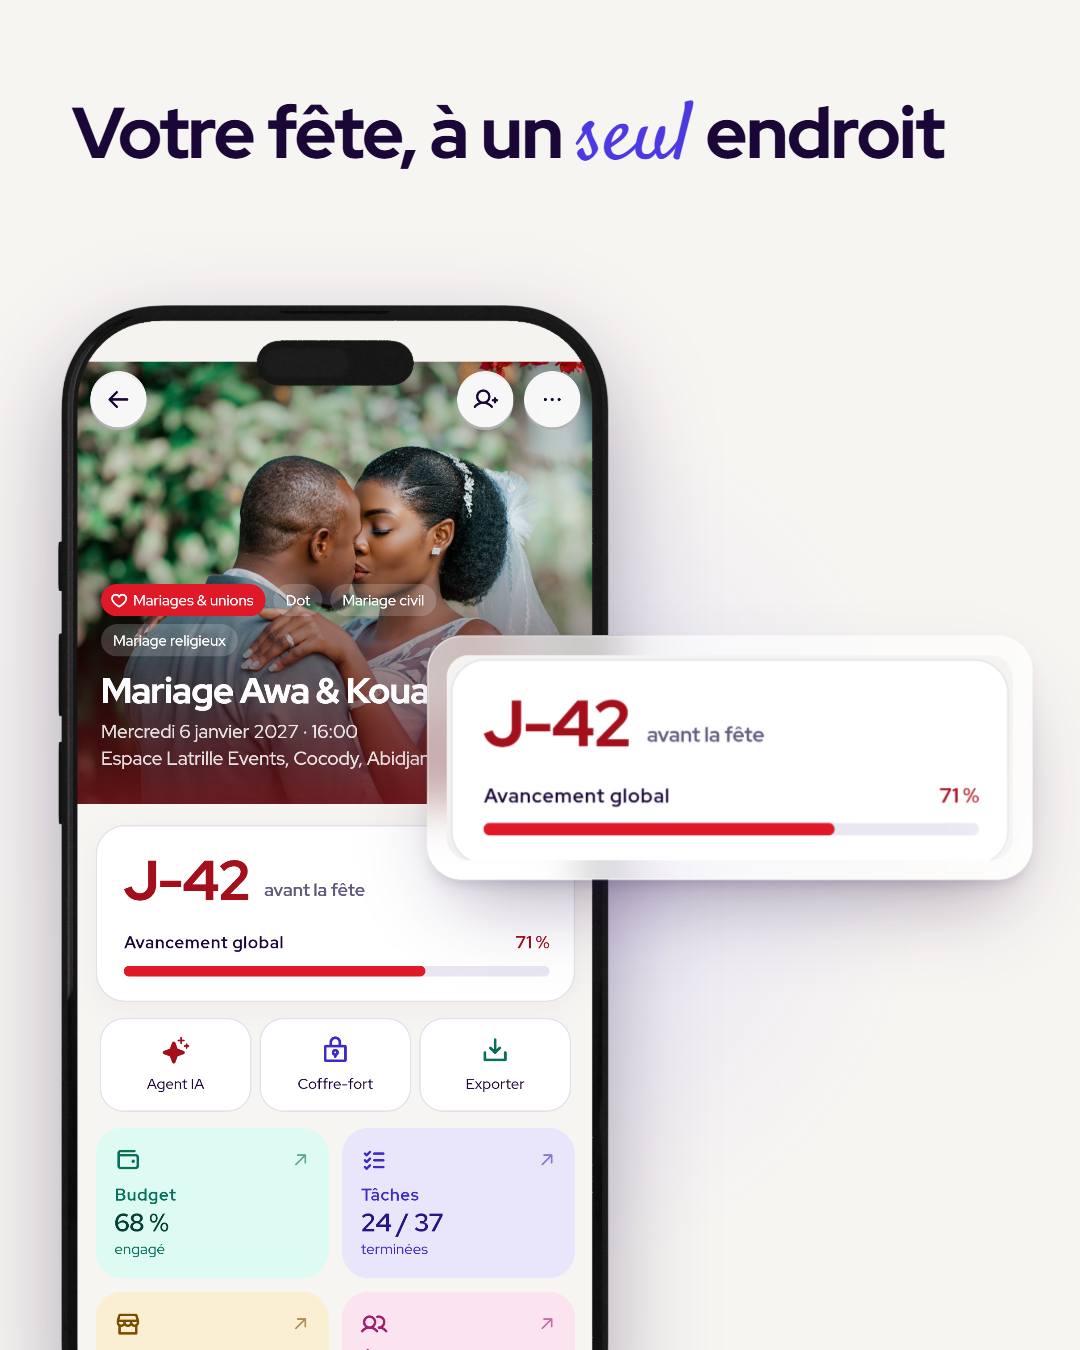 Votre fête, à un seul endroit
Mariages & unions
Dot
Mariage civil
Mariage religieux
Mariage Awa &
Mercredi 6 janvier 2027 · 16:00
Espace Latrille Events, Cocody,
J-42 avant la fête
Avancement global 71 %
J-42 avant la fête
Avancement global 71 %
Agent IA
Coffre-fort
Exporter
Budget
68 %
engagé
Tâches
24 / 37
terminées